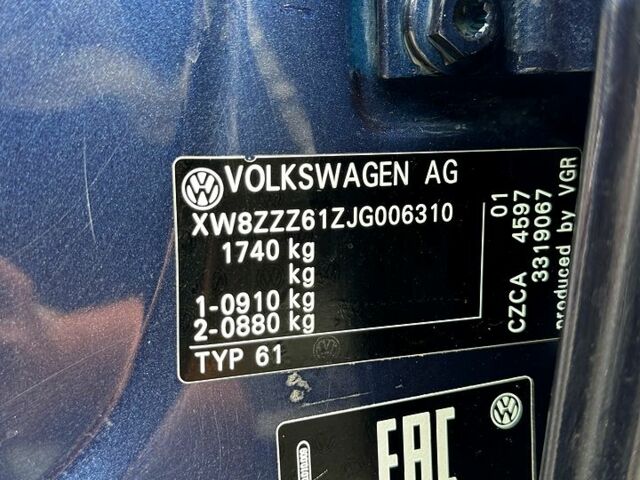 VOLKSWAGEN AG
XW8ZZZ61ZJG006310
1740 kg
kg
1-0910 kg
2-0880 kg
TYP 61
01
CZCA 4597
3319067
produced by VGR
EAC